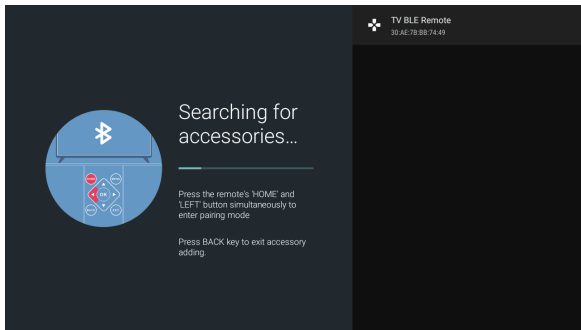 Searching for
accessories...
Press the remote's 'HOME' and
'LEFT' button simultaneously to
enter pairing mode
Press BACK key to exit accessory
adding.
OK
TV BLE Remote
30:AE:7B:B8:74:49